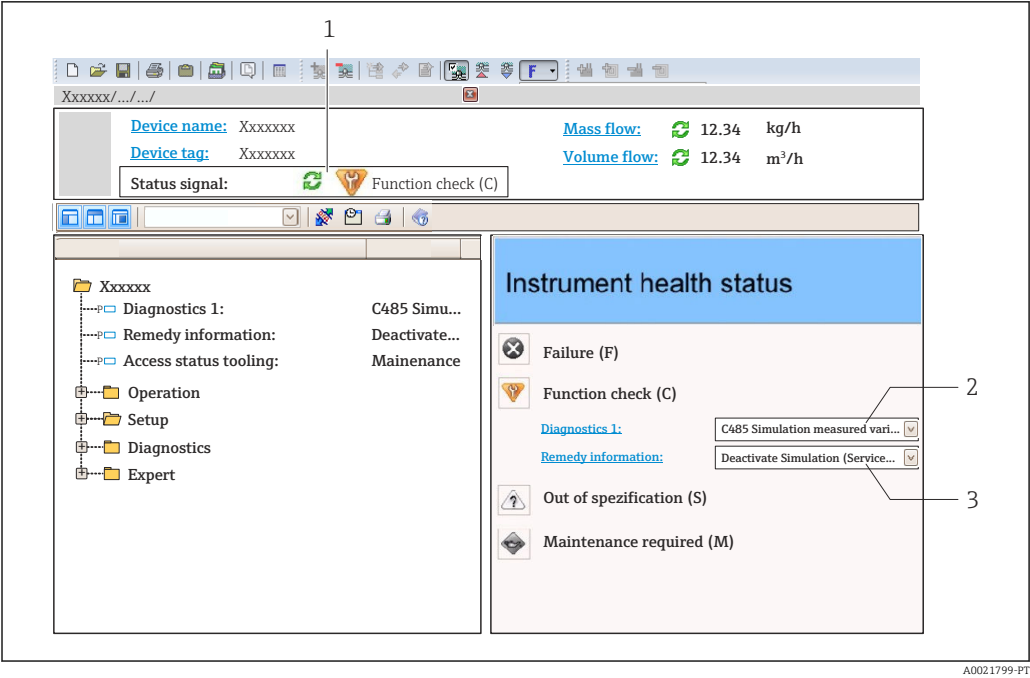 1
F
Xxxxxx/.../.../
Device name: Xxxxxxx
Mass flow: 12.34 kg/h
Device tag: Xxxxxxx
Volume flow: 12.34 m³/h
Status signal: Function check (C)
Xxxxxx
Diagnostics 1: C485 Simu...
Remedy information: Deactivate...
Access status tooling: Mainenance
Operation
Setup
Diagnostics
Expert
Instrument health status
Failure (F)
Function check (C)
2
Diagnostics 1: C485 Simulation measured vari...
Remedy information: Deactivate Simulation (Service...
3
Out of spezification (S)
Maintenance required (M)
A0021799-PT